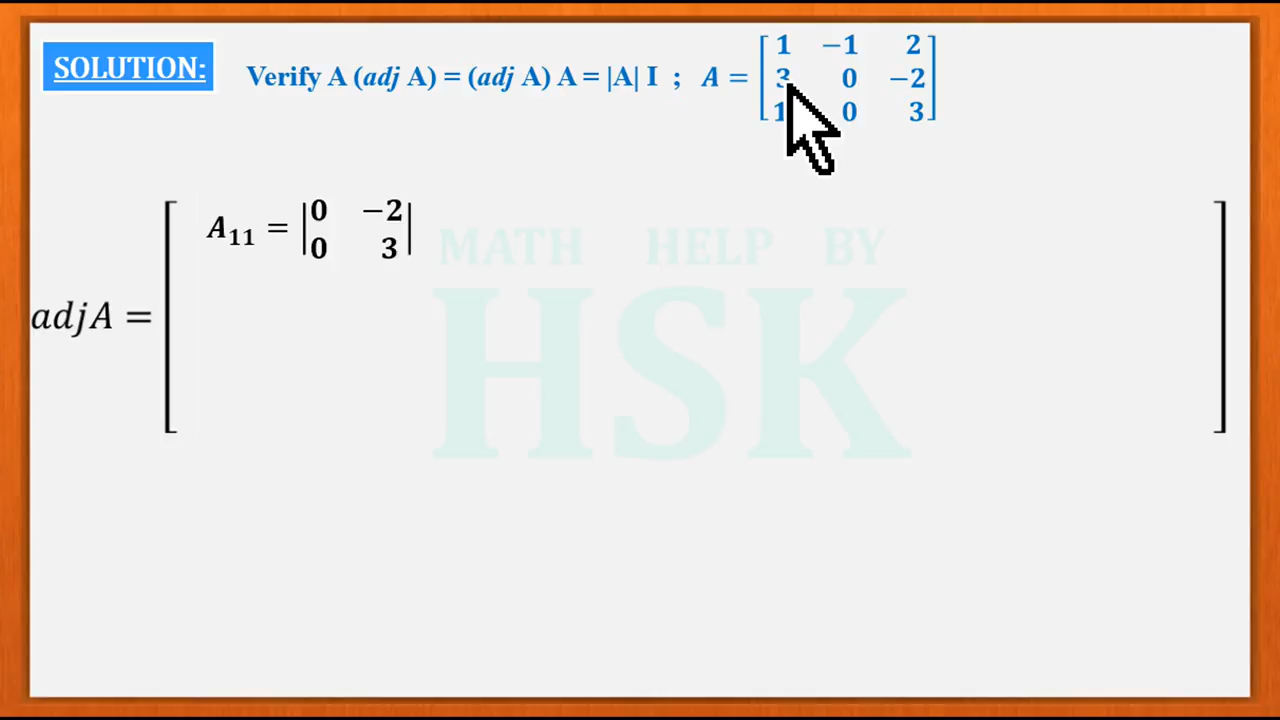 SOLUTION: Verify A (adj A) = (adj A) A = |A| I ; A = [1 −1 2
3 0 −2
1 0 3]
A₁₁ = |0 −2|
|0 3|
adjA = [ ]
MATH HELP BY
HSK